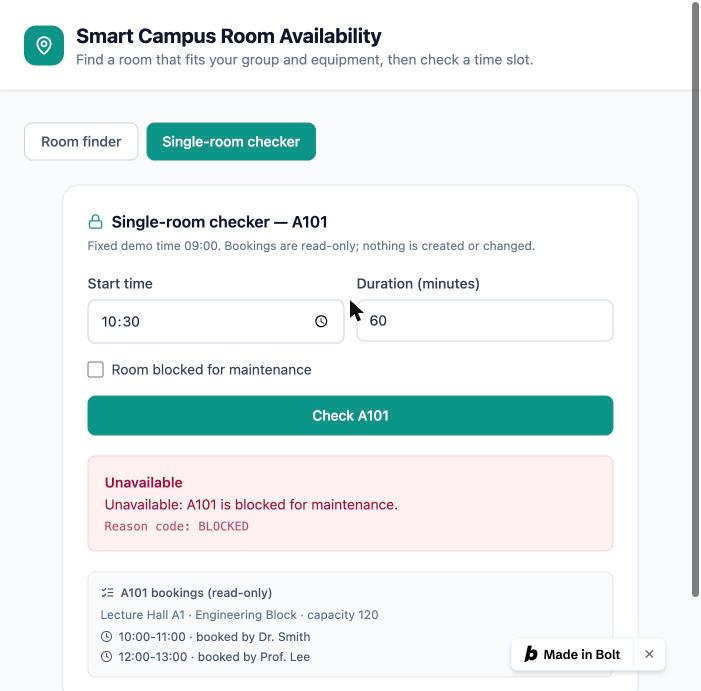 Smart Campus Room Availability
Find a room that fits your group and equipment, then check a time slot.
Room finder
Single-room checker
Single-room checker — A101
Fixed demo time 09:00. Bookings are read-only; nothing is created or changed.
Start time
Duration (minutes)
10:30
60
Room blocked for maintenance
Check A101
Unavailable
Unavailable: A101 is blocked for maintenance.
Reason code: BLOCKED
A101 bookings (read-only)
Lecture Hall A1 · Engineering Block · capacity 120
10:00-11:00 · booked by Dr. Smith
12:00-13:00 · booked by Prof. Lee
b Made in Bolt